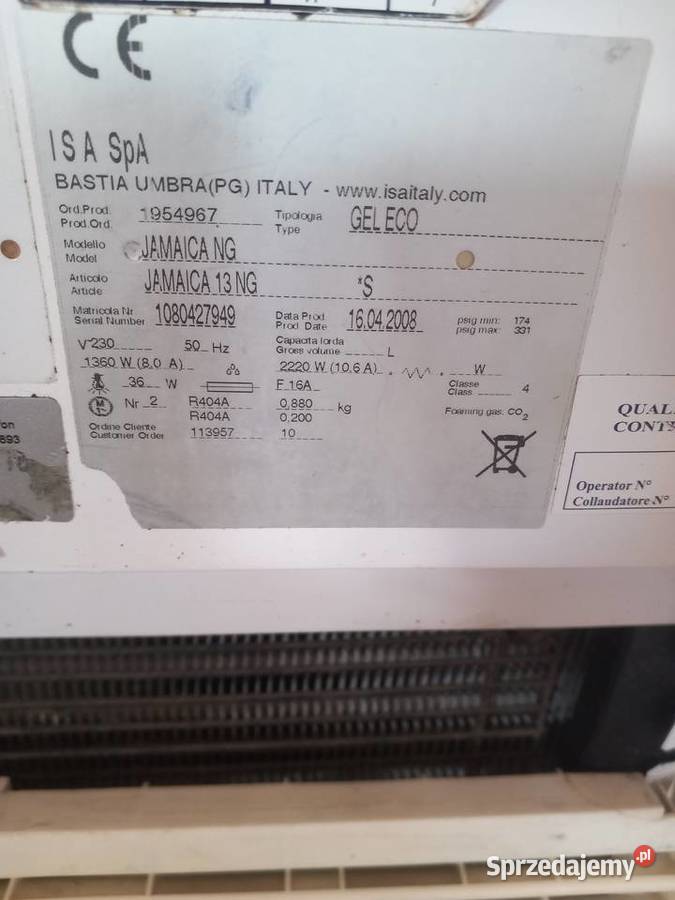 CE
ISA SpA
BASTIA UMBRA(PG) ITALY - www.isaitaly.com
Ord.Prod. 1954967 Tipologia GEL ECO
Prod.Ord. Type
Modello JAMAICA NG
Model
Articolo JAMAICA 13 NG *S
Article
Matricola Nr. 1080427949 Data Prod 16.04.2008 psig min: 174
Serial Number Prod Date psig max: 331
V~230 50 Hz Capacita lorda
Gross volume L
1360 W (8.0 A) 2220 W (10.6 A) W
36 W F 16A Classe 4
Class
Nr 2 R404A 0,880 kg Foaming gas: CO2
R404A 0,200
Ordine Cliente 113957 10
Customer Order
893
QUAL
CONT
Operator N°
Collaudatore N°
Sprzedajemy.pl